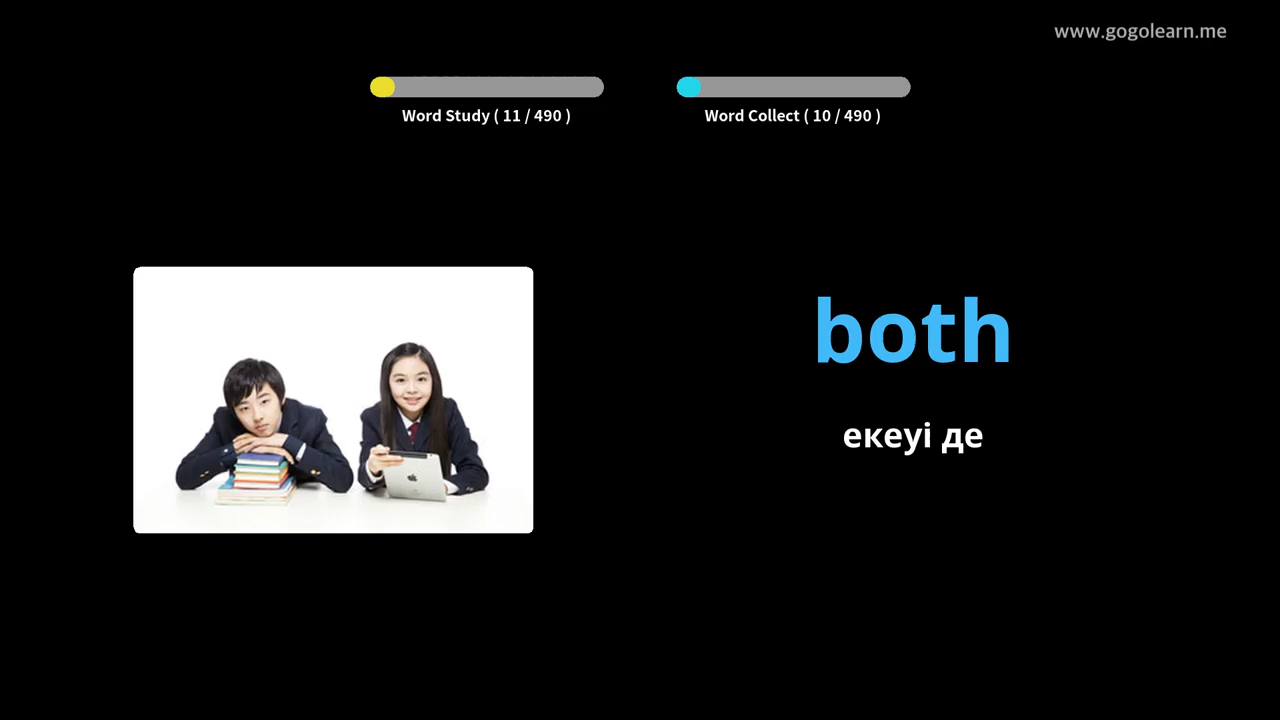 www.gogolearn.me
Word Study ( 11 / 490 )
Word Collect ( 10 / 490 )
both
екеуі де